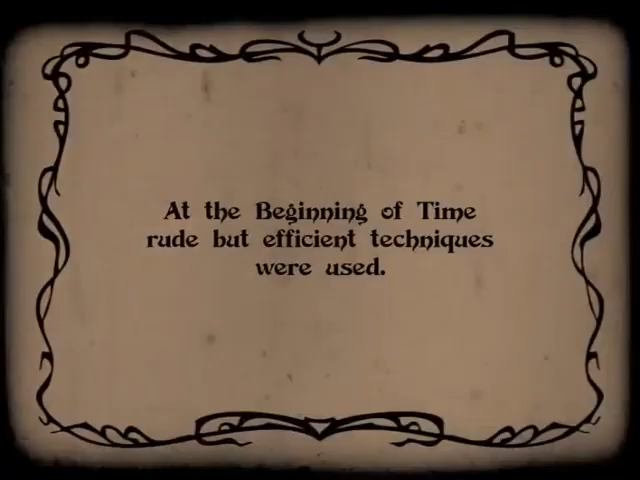 At the Beginning of Time
rude but efficient techniques
were used.